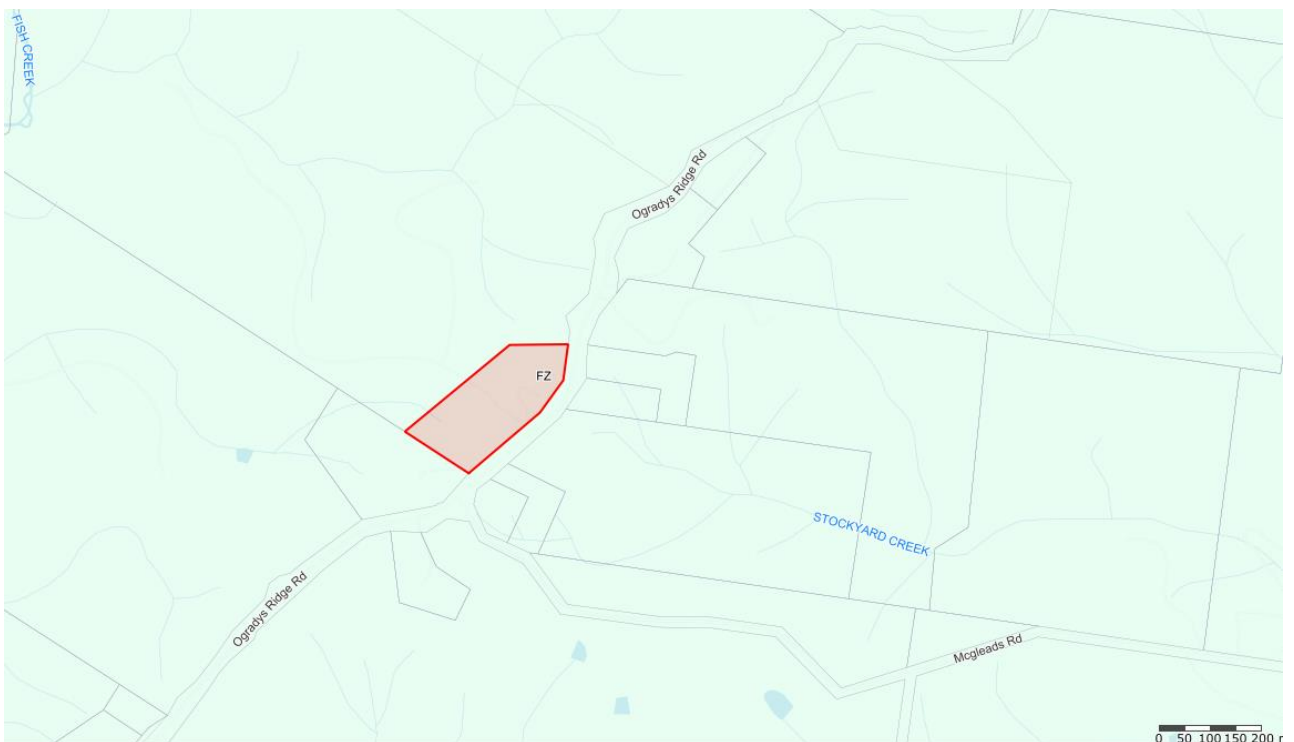 FISH CREEK
Ogradys Ridge Rd
FZ
STOCKYARD CREEK
Ogradys Ridge Rd
Mcgleads Rd
0 50 100 150 200 m